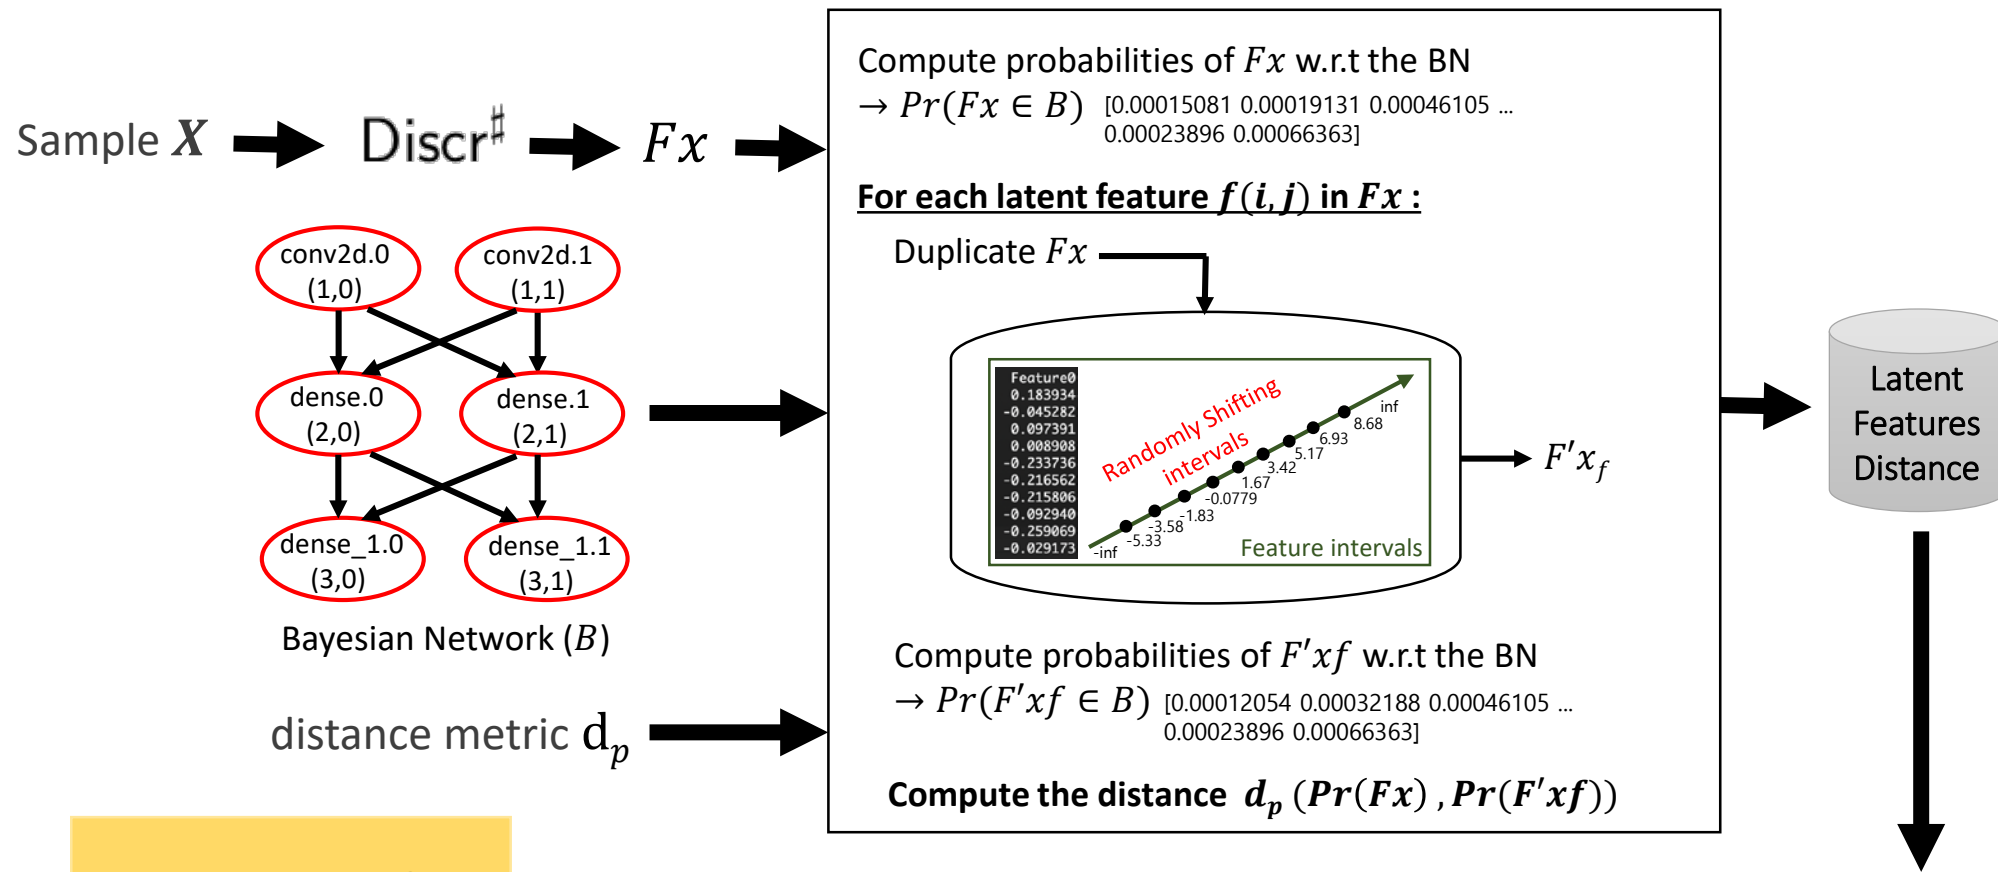 Sample X
Discr♯
Fx
conv2d.0
(1,0)
conv2d.1
(1,1)
dense.0
(2,0)
dense.1
(2,1)
dense_1.0
(3,0)
dense_1.1
(3,1)
Bayesian Network (B)
distance metric dₚ
Compute probabilities of Fx w.r.t the BN
→ Pr(Fx ∈ B) [0.00015081 0.00019131 0.00046105 ...
0.00023896 0.00066363]
For each latent feature f(i,j) in Fx :
Duplicate Fx
Feature0
0.183934
-0.045282
0.097391
0.008908
-0.233736
-0.216562
-0.215806
-0.092940
-0.259069
-0.029173
Randomly Shifting
intervals
-inf
-5.33
-3.58
-1.83
-0.0779
1.67
3.42
5.17
6.93
8.68
inf
Feature intervals
F'x_f
Compute probabilities of F'xf w.r.t the BN
→ Pr(F'xf ∈ B) [0.00012054 0.00032188 0.00046105 ...
0.00023896 0.00066363]
Compute the distance dₚ (Pr(Fx) , Pr(F'xf))
Latent
Features
Distance